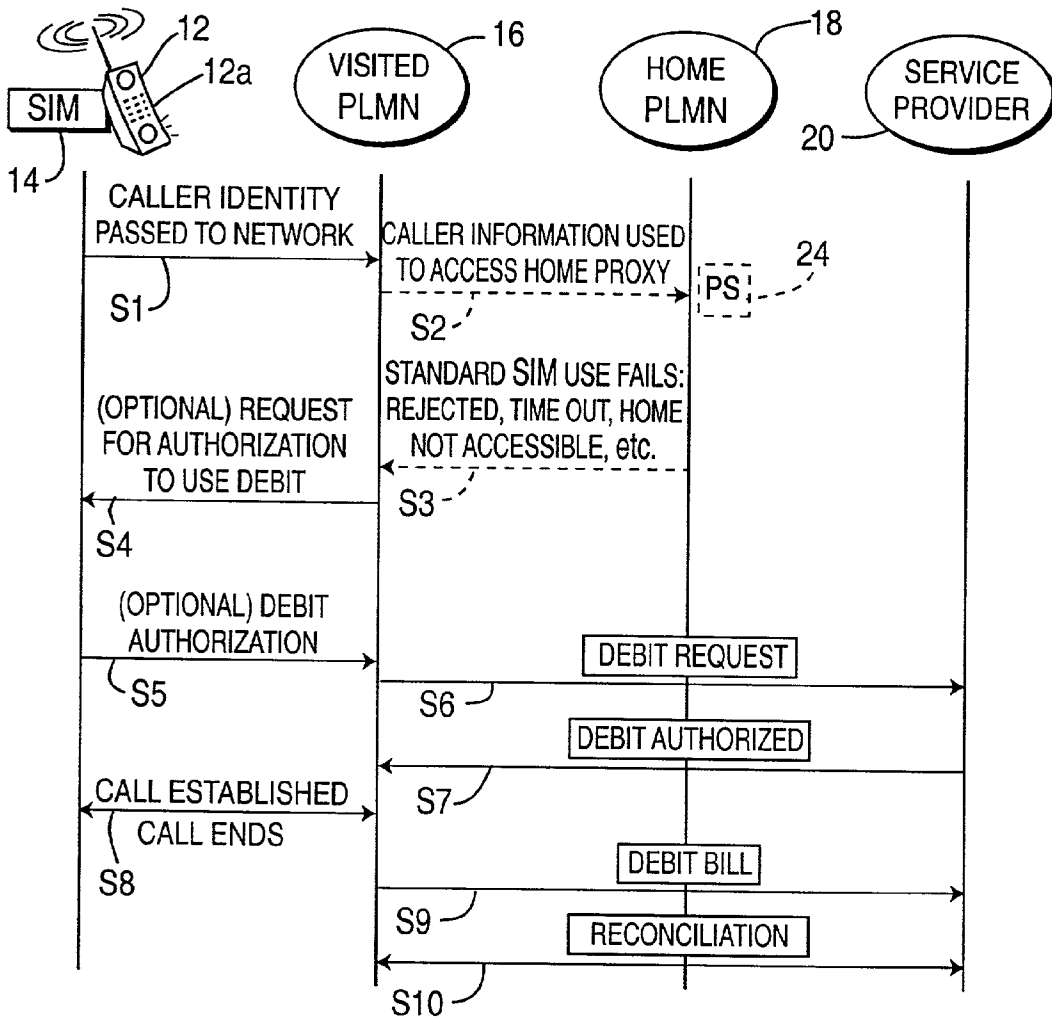 12
12a
SIM
14
VISITED
PLMN
16
HOME
PLMN
18
SERVICE
PROVIDER
20
CALLER IDENTITY
PASSED TO NETWORK
S1
CALLER INFORMATION USED
TO ACCESS HOME PROXY
S2
PS
24
STANDARD SIM USE FAILS:
REJECTED, TIME OUT, HOME
NOT ACCESSIBLE, etc.
S3
(OPTIONAL) REQUEST
FOR AUTHORIZATION
TO USE DEBIT
S4
(OPTIONAL) DEBIT
AUTHORIZATION
S5
DEBIT REQUEST
S6
DEBIT AUTHORIZED
S7
CALL ESTABLISHED
CALL ENDS
S8
DEBIT BILL
S9
RECONCILIATION
S10